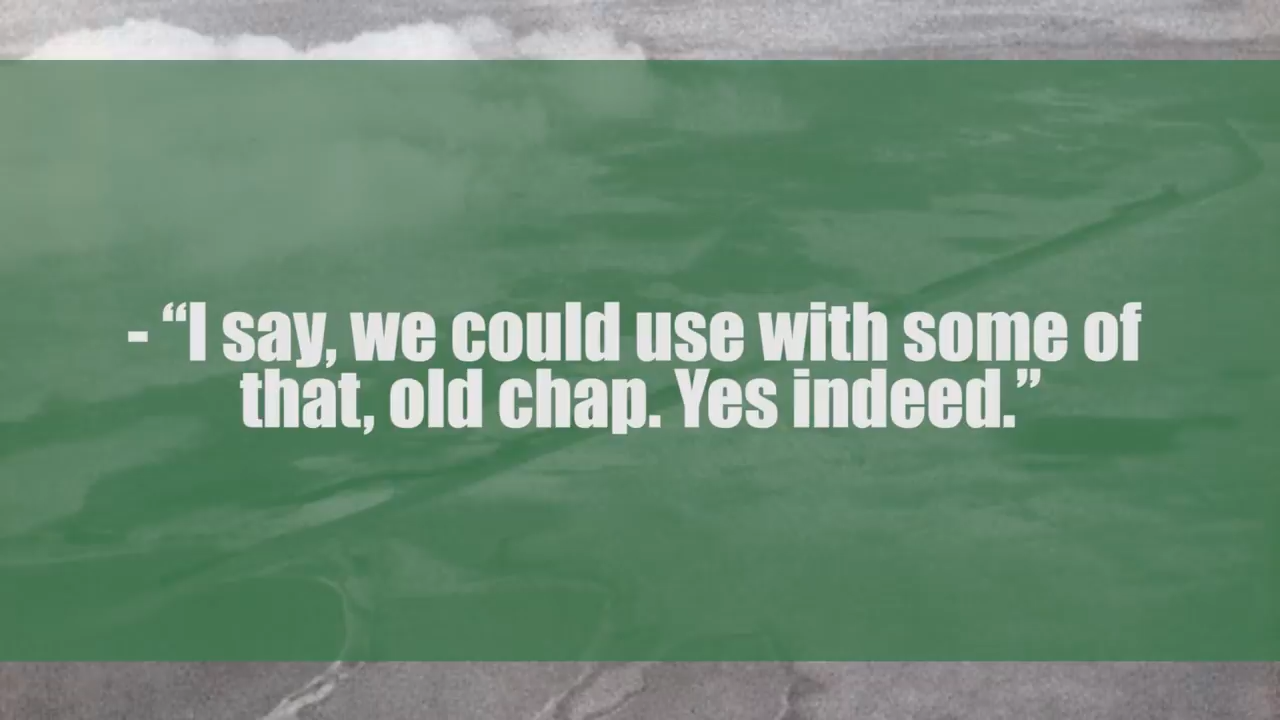 - “I say, we could use with some of
that, old chap. Yes indeed.”